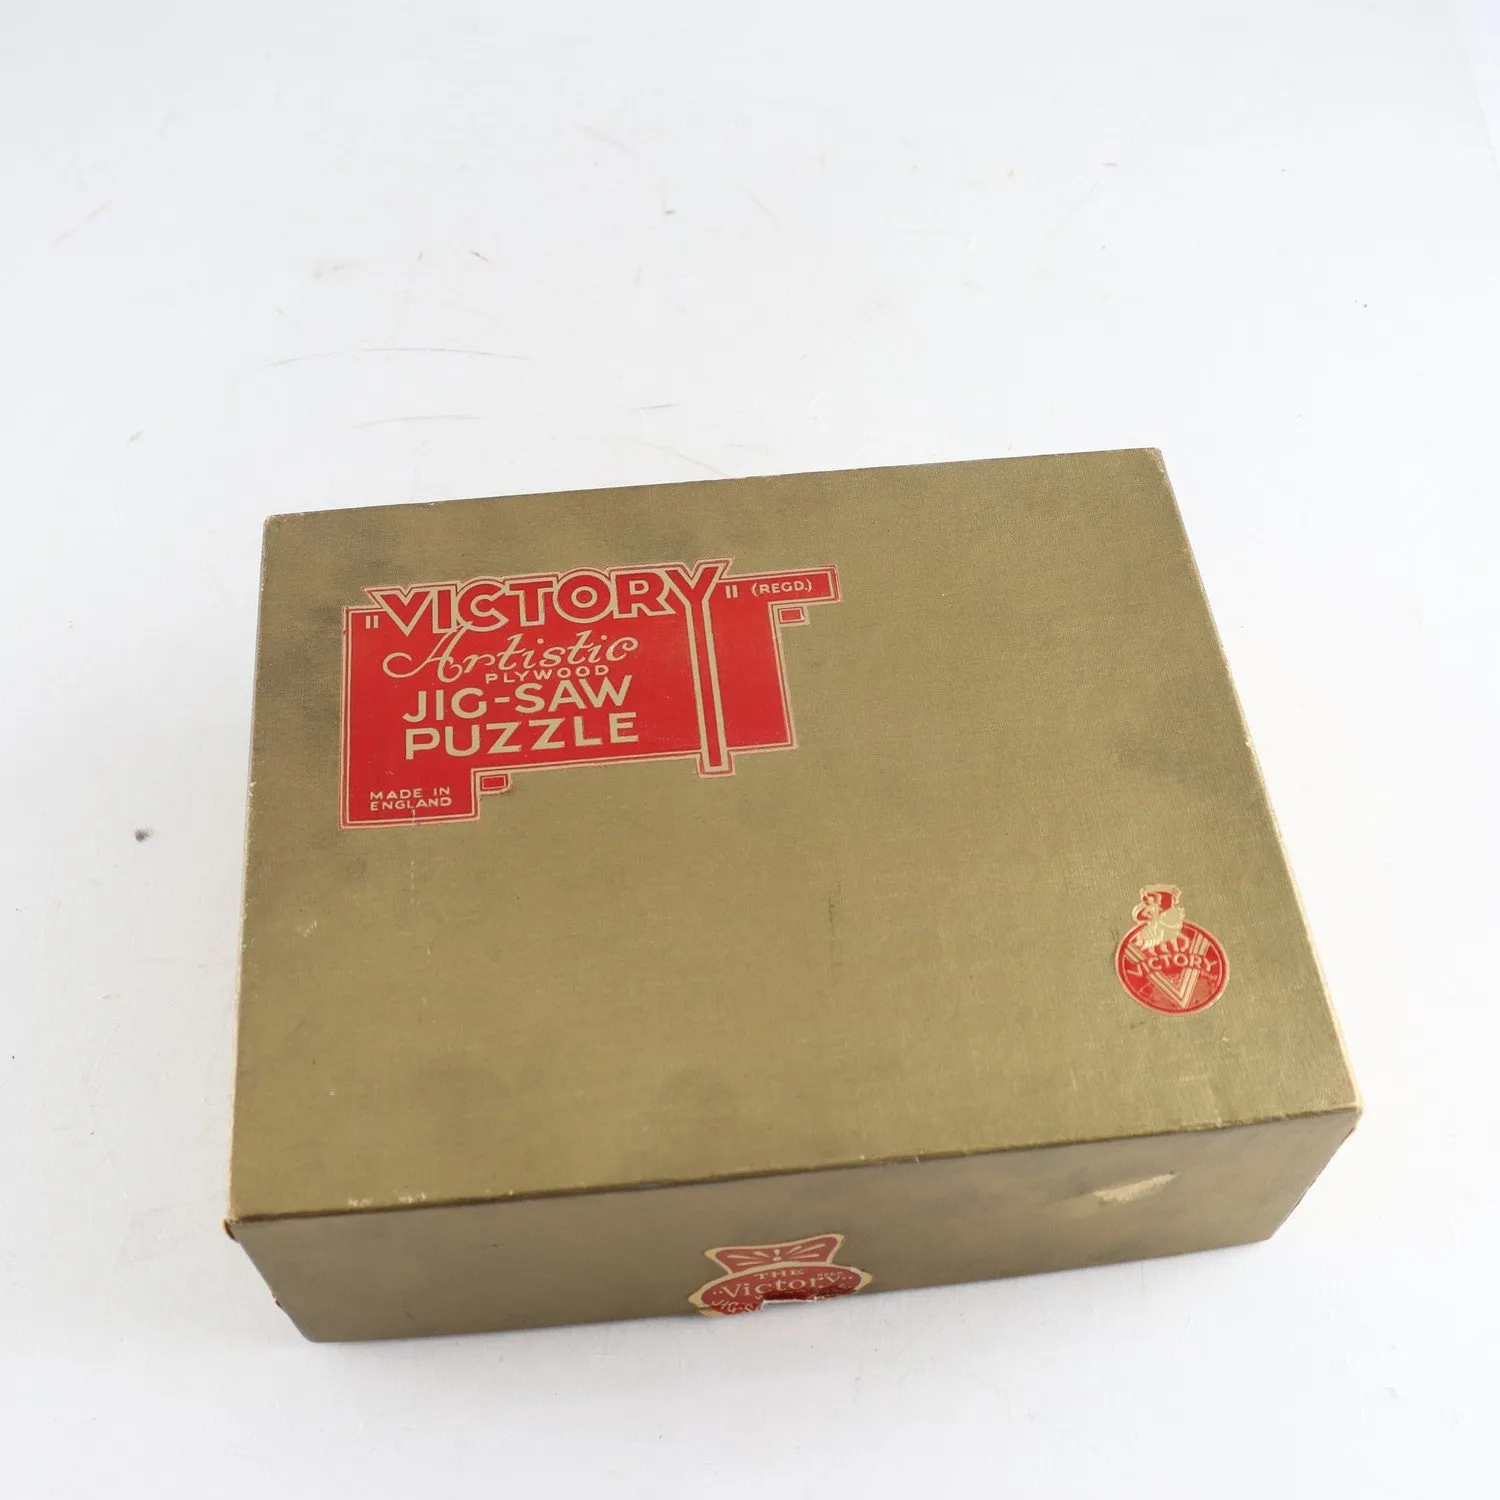 "VICTORY" (REGD.)
Artistic
PLYWOOD
JIG-SAW
PUZZLE
MADE IN
ENGLAND
VICTORY
THE
"Victory"